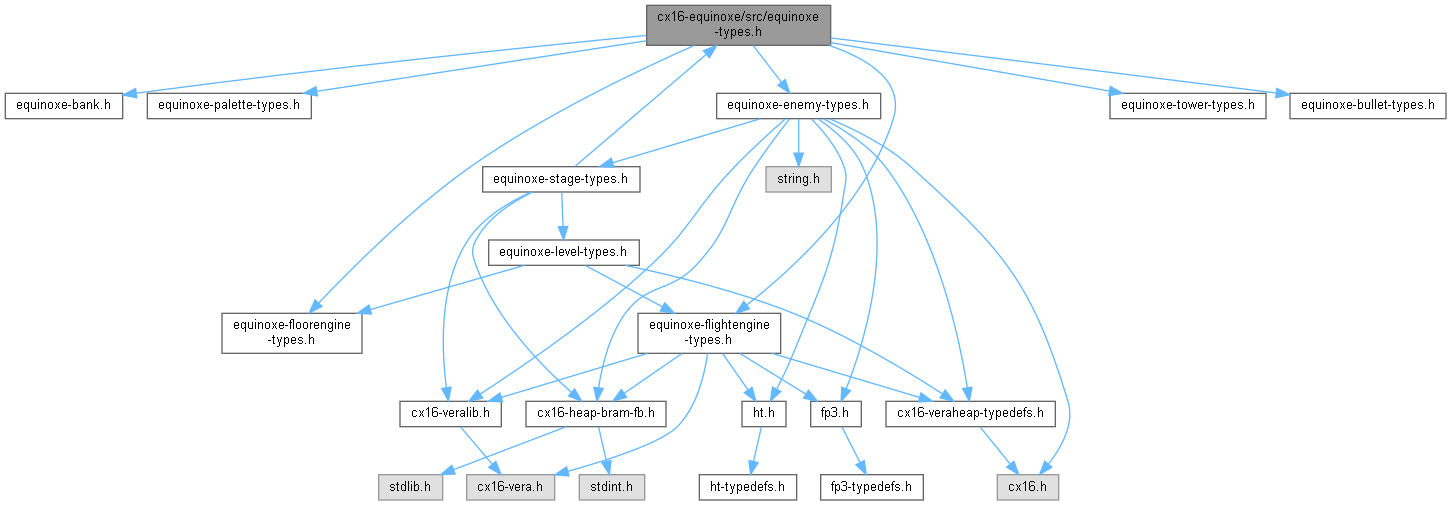 cx16-equinoxe/src/equinoxe
-types.h
equinoxe-bank.h
equinoxe-palette-types.h
equinoxe-enemy-types.h
equinoxe-tower-types.h
equinoxe-bullet-types.h
equinoxe-stage-types.h
string.h
equinoxe-level-types.h
equinoxe-floorengine
-types.h
equinoxe-flightengine
-types.h
cx16-veralib.h
cx16-heap-bram-fb.h
ht.h
fp3.h
cx16-veraheap-typedefs.h
stdlib.h
cx16-vera.h
stdint.h
ht-typedefs.h
fp3-typedefs.h
cx16.h